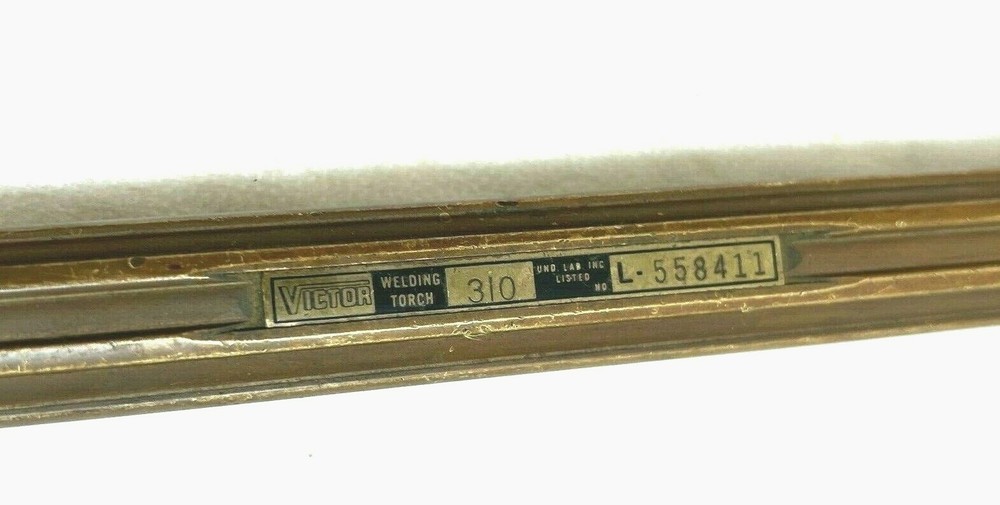 VICTOR
WELDING
TORCH
310
UND. LAB. INC.
LISTED
NO
L-558411